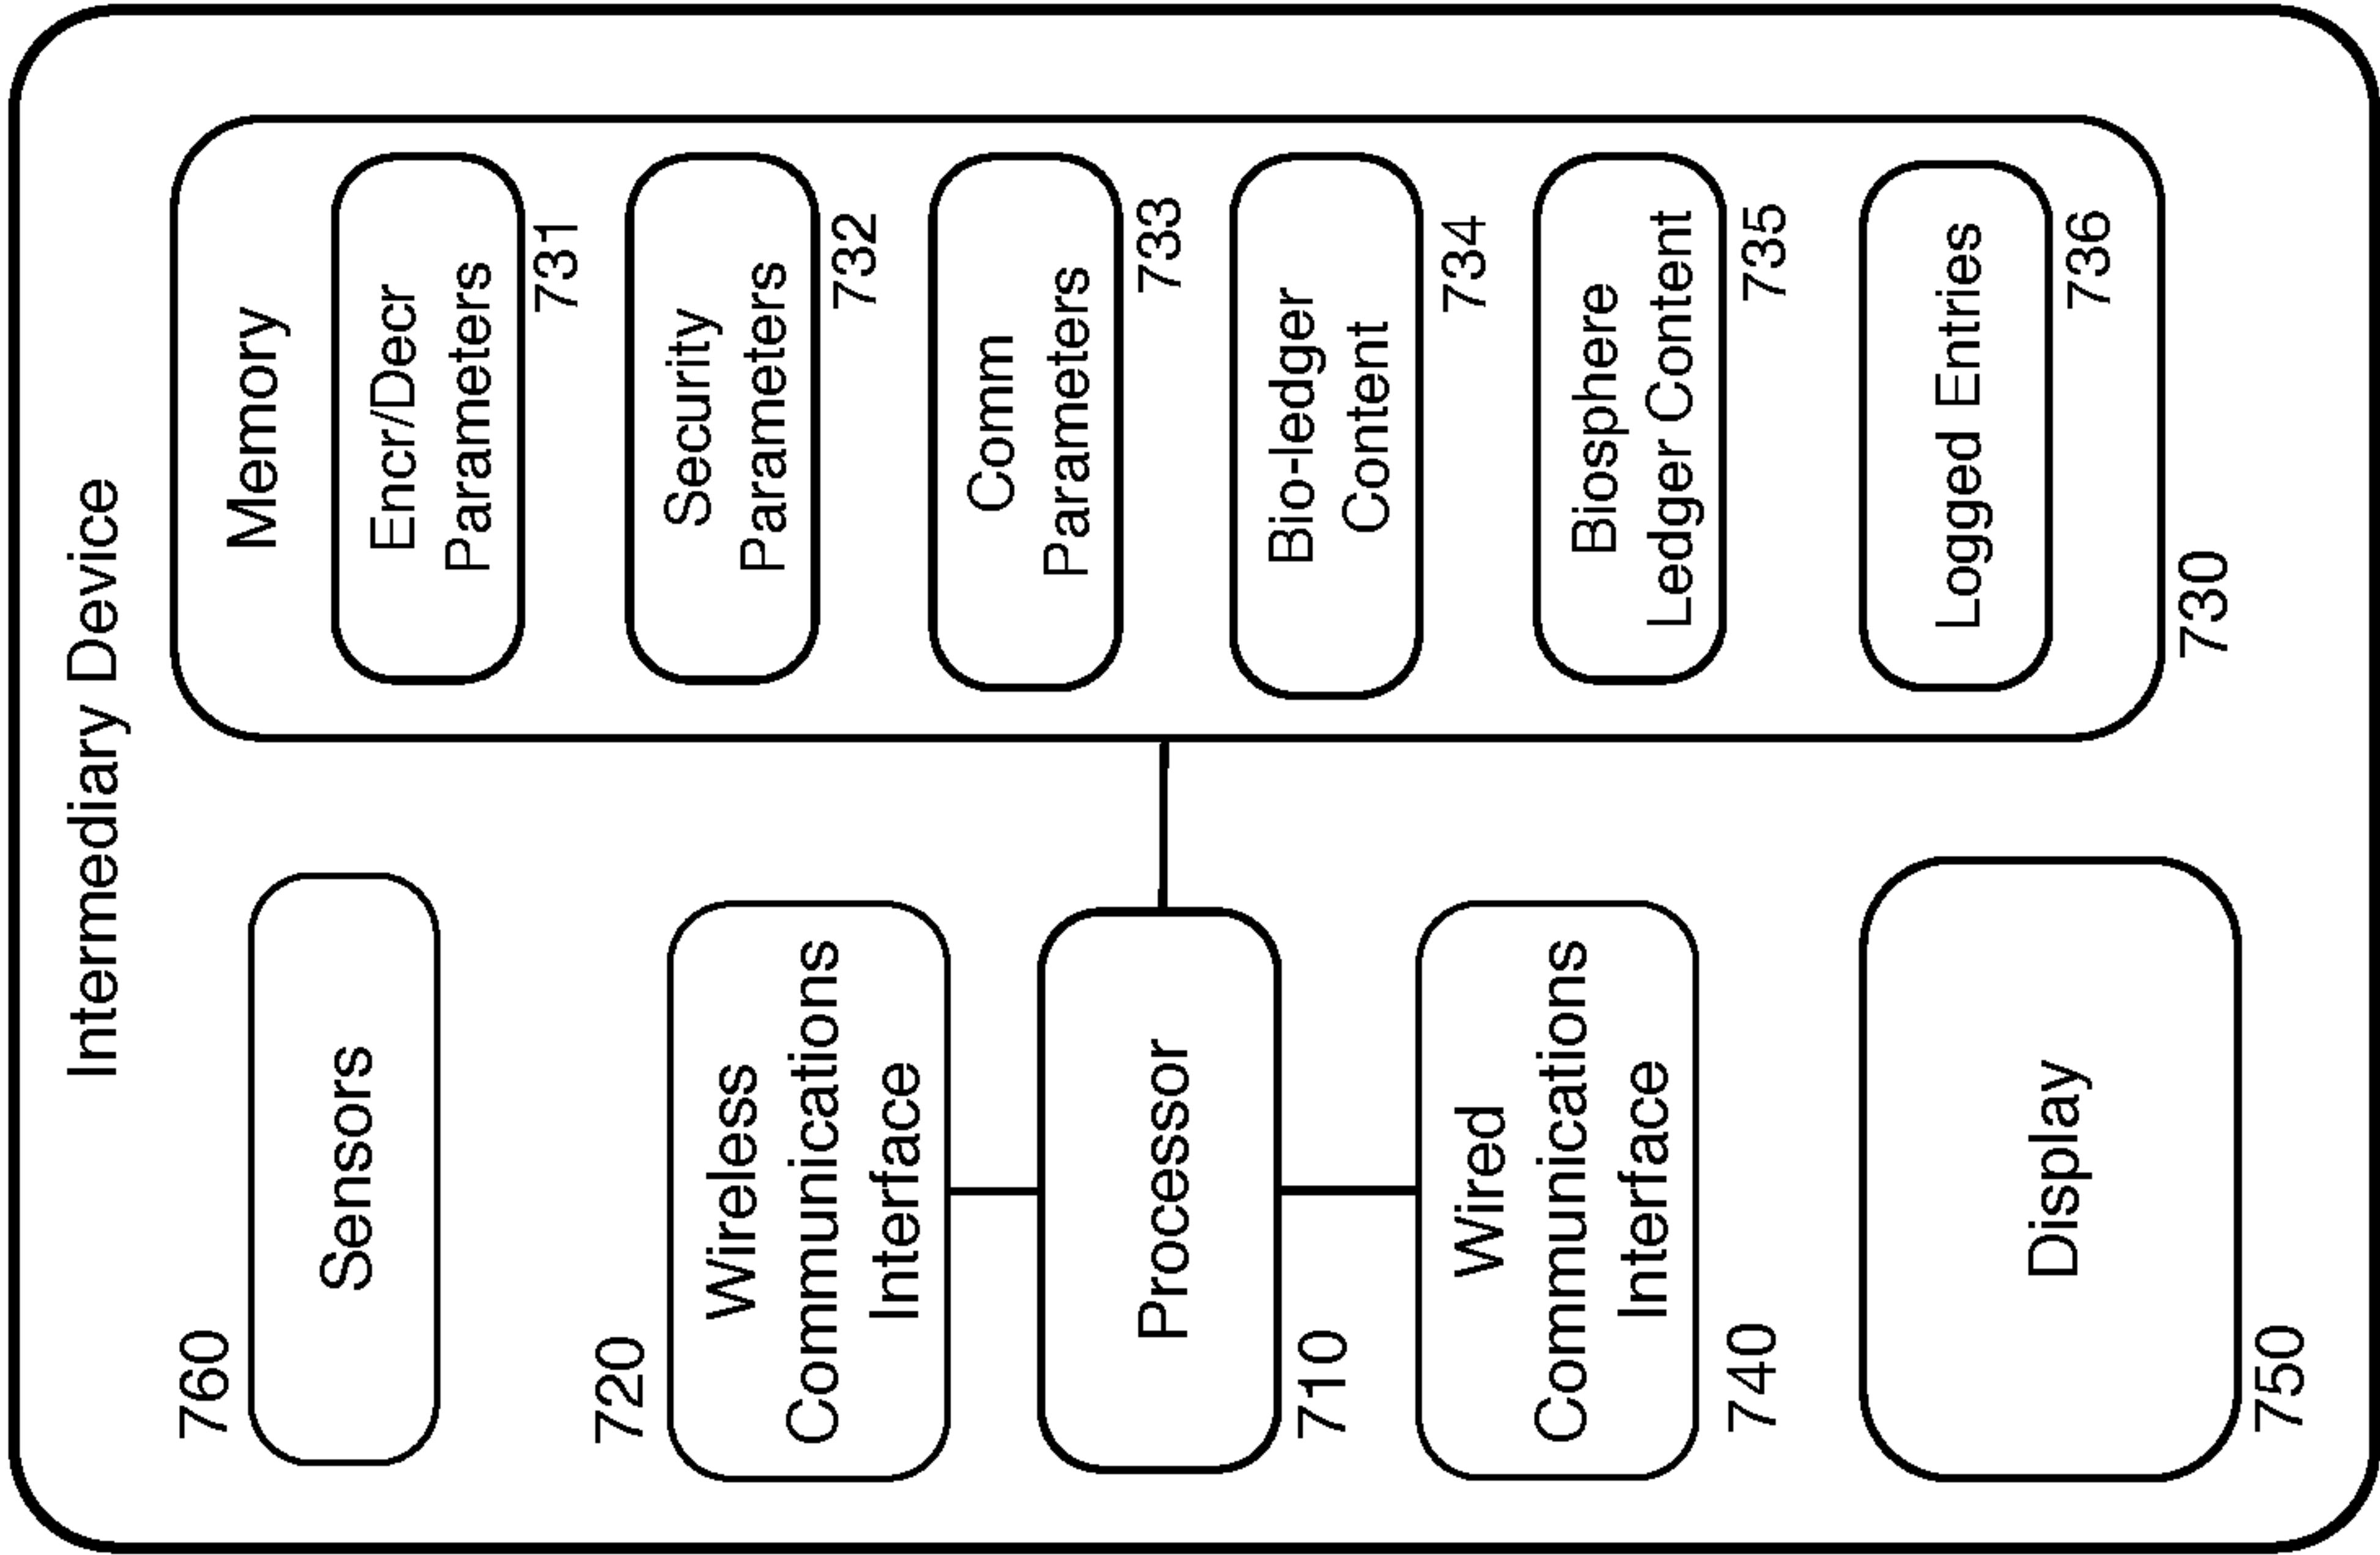 Intermediary Device
760
Sensors
720
Wireless
Communications
Interface
Processor
710
Wired
Communications
Interface
740
Display
750
Memory
Encr/Decr
Parameters
731
Security
Parameters
732
Comm
Parameters
733
Bio-ledger
Content
734
Biosphere
Ledger Content
735
Logged Entries
736
730